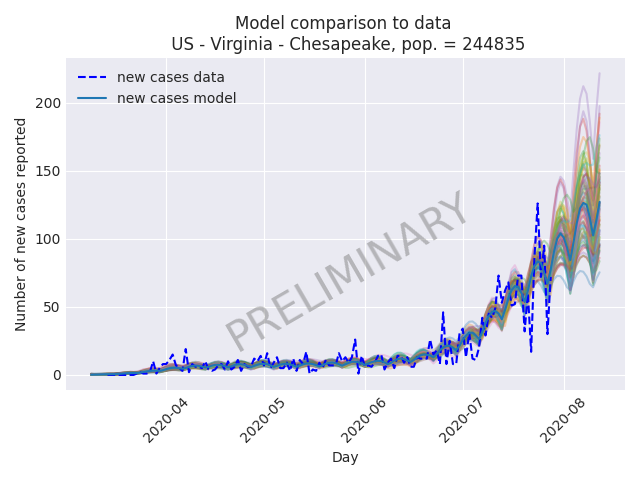 Model comparison to data
US - Virginia - Chesapeake, pop. = 244835
new cases data
new cases model
200
150
100
50
0
Number of new cases reported
PRELIMINARY
2020-04
2020-05
2020-06
2020-07
2020-08
Day